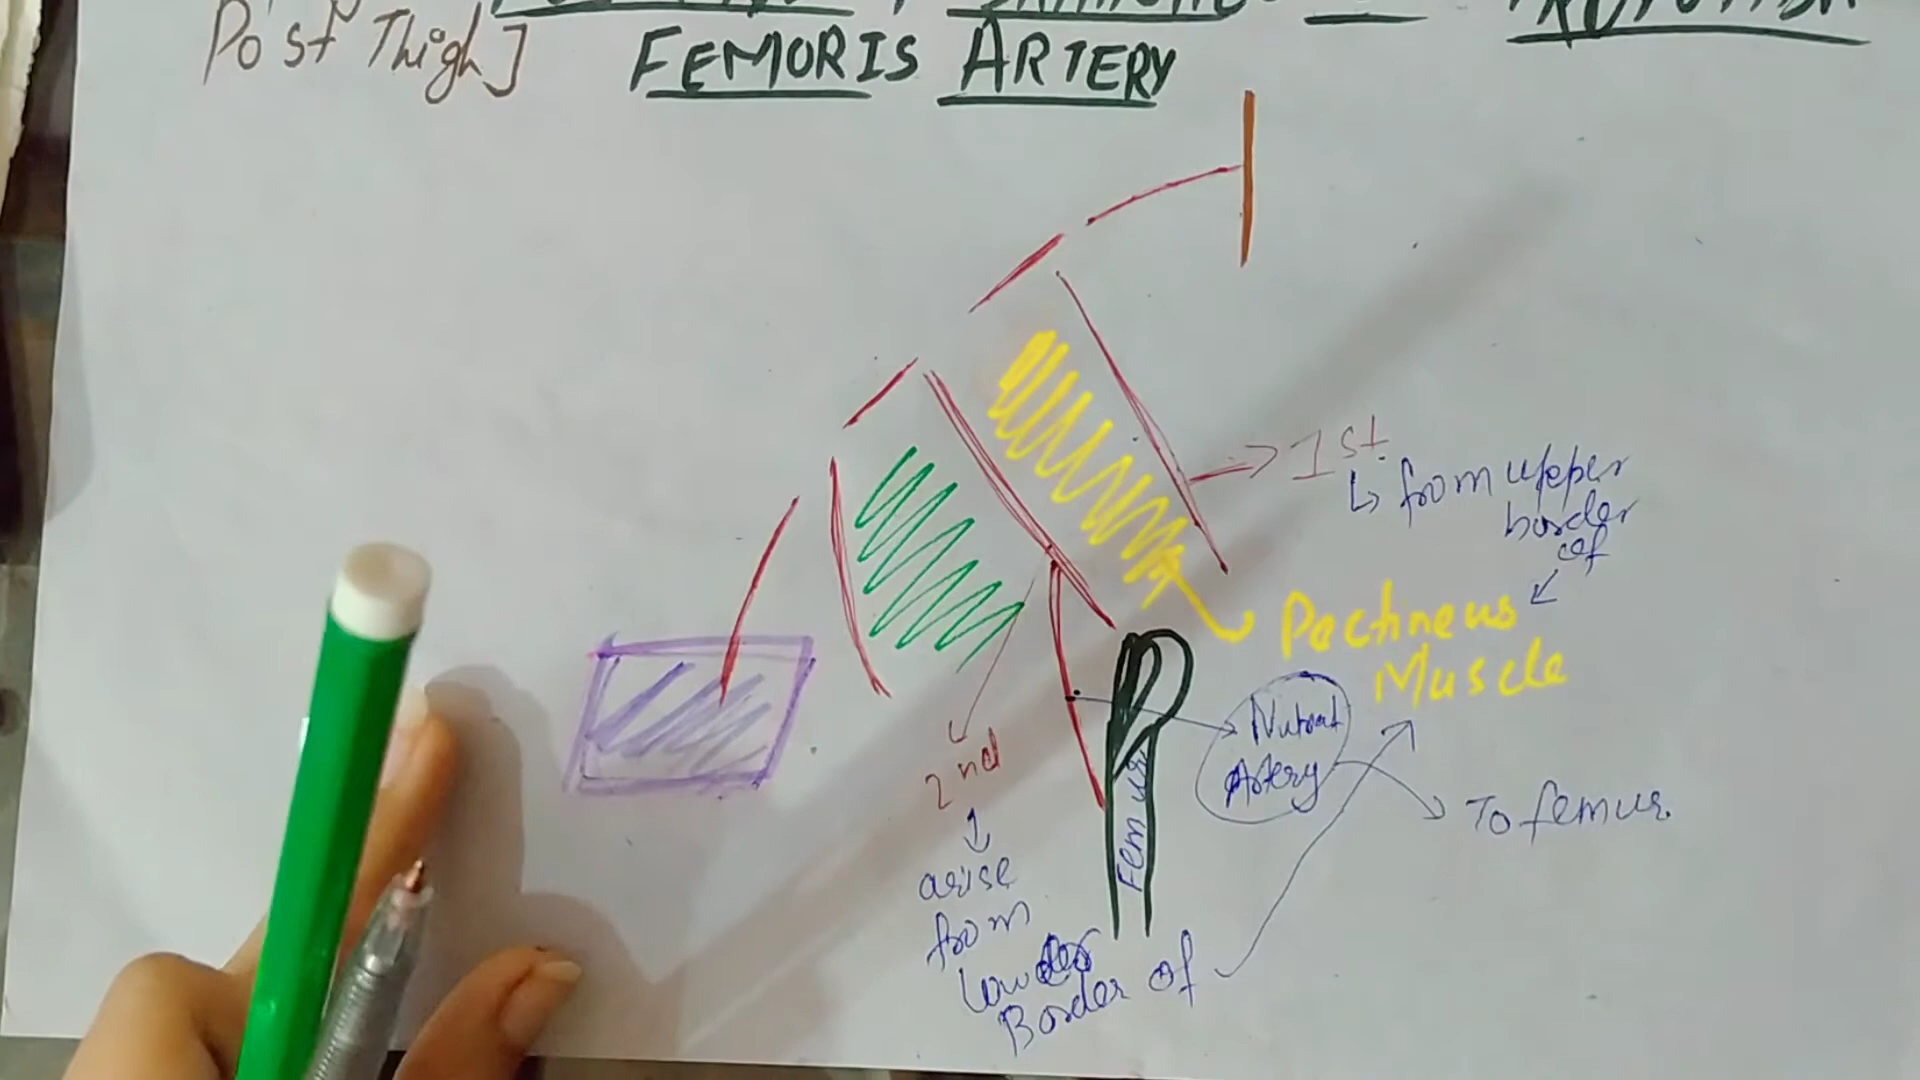 Post Thigh]
FEMORIS ARTERY
1st
from upper
border
of
Pectineus
Muscle
Nutrient
Artery
To femur
Femur
2nd
arise
from
Lower
Border of